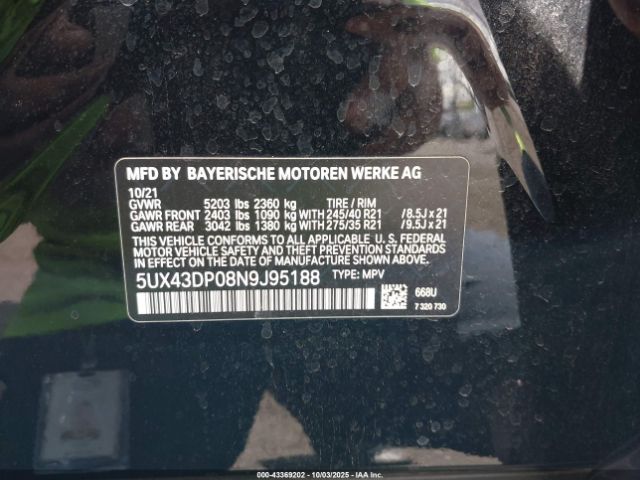 MFD BY BAYERISCHE MOTOREN WERKE AG
10/21
GVWR 5203 lbs 2360 kg TIRE / RIM
GAWR FRONT 2403 lbs 1090 kg WITH 245/40 R21 /8.5J x 21
GAWR REAR 3042 lbs 1380 kg WITH 275/35 R21 /9.5J x 21
THIS VEHICLE CONFORMS TO ALL APPLICABLE U. S. FEDERAL
MOTOR VEHICLE SAFETY AND THEFT PREVENTION STANDARDS
IN EFFECT ON THE DATE OF MANUFACTURE SHOWN ABOVE.
5UX43DP08N9J95188 TYPE: MPV
668U
7 320 730
000-43369202 - 10/03/2025 - IAA Inc.